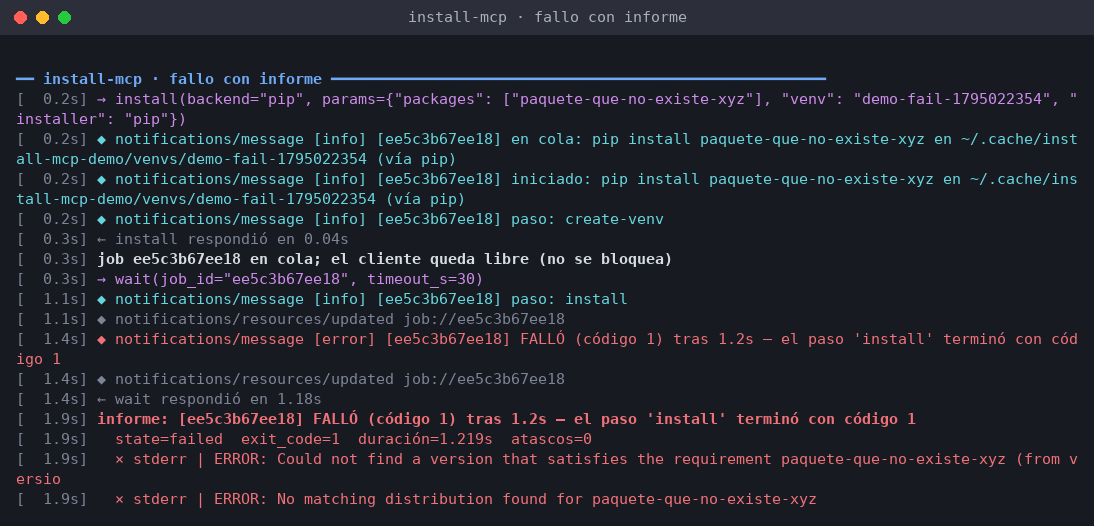 install-mcp · fallo con informe
━━ install-mcp · fallo con informe ━━━━━━━━━━━━━━━━━━━━━━━━━━━━━━━━━━━━━━━━━━━━━━━━━━━━━━━
[  0.2s] → install(backend="pip", params={"packages": ["paquete-que-no-existe-xyz"], "venv": "demo-fail-1795022354", "
installer": "pip"})
[  0.2s] ◆ notifications/message [info] [ee5c3b67ee18] en cola: pip install paquete-que-no-existe-xyz en ~/.cache/inst
all-mcp-demo/venvs/demo-fail-1795022354 (vía pip)
[  0.2s] ◆ notifications/message [info] [ee5c3b67ee18] iniciado: pip install paquete-que-no-existe-xyz en ~/.cache/ins
tall-mcp-demo/venvs/demo-fail-1795022354 (vía pip)
[  0.2s] ◆ notifications/message [info] [ee5c3b67ee18] paso: create-venv
[  0.3s] ← install respondió en 0.04s
[  0.3s] job ee5c3b67ee18 en cola; el cliente queda libre (no se bloquea)
[  0.3s] → wait(job_id="ee5c3b67ee18", timeout_s=30)
[  1.1s] ◆ notifications/message [info] [ee5c3b67ee18] paso: install
[  1.1s] ◆ notifications/resources/updated job://ee5c3b67ee18
[  1.4s] ◆ notifications/message [error] [ee5c3b67ee18] FALLÓ (código 1) tras 1.2s — el paso 'install' terminó con cód
igo 1
[  1.4s] ◆ notifications/resources/updated job://ee5c3b67ee18
[  1.4s] ← wait respondió en 1.18s
[  1.9s] informe: [ee5c3b67ee18] FALLÓ (código 1) tras 1.2s — el paso 'install' terminó con código 1
[  1.9s]   state=failed  exit_code=1  duración=1.219s  atascos=0
[  1.9s]   × stderr | ERROR: Could not find a version that satisfies the requirement paquete-que-no-existe-xyz (from v
ersio
[  1.9s]   × stderr | ERROR: No matching distribution found for paquete-que-no-existe-xyz